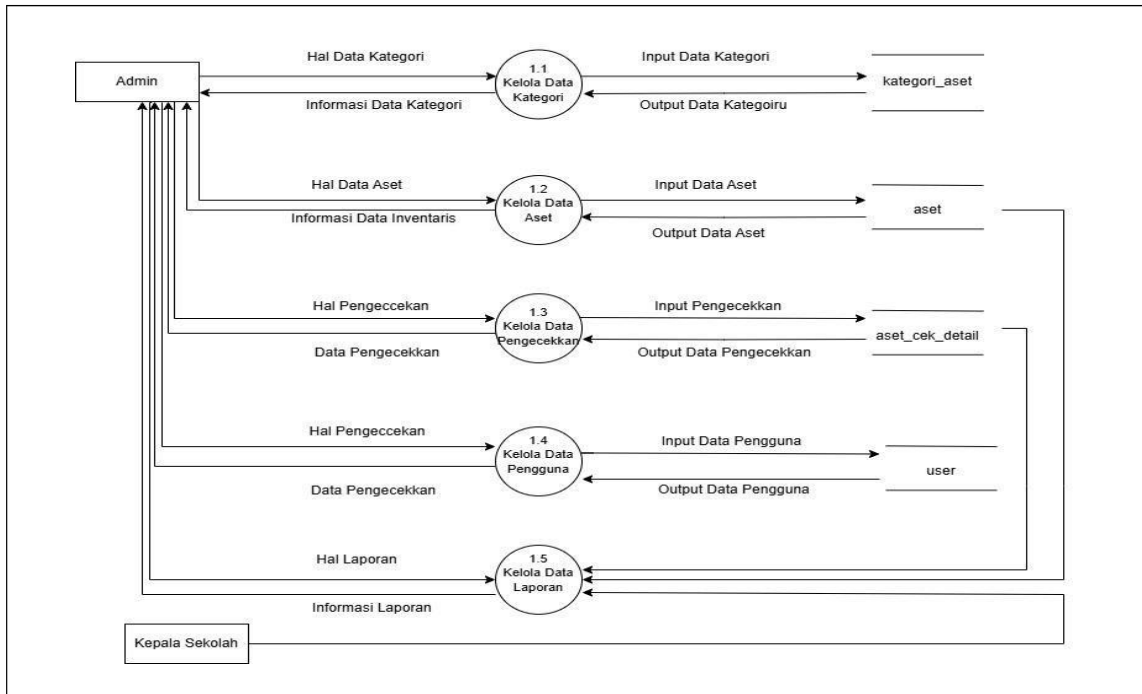 Hal Data Kategori
1.1
Kelola Data
Kategori
Input Data Kategori
Admin
kategori_aset
Informasi Data Kategori
Output Data Kategoiru
Hal Data Aset
1.2
Kelola Data
Aset
Input Data Aset
aset
Informasi Data Inventaris
Output Data Aset
Hal Pengeccekan
1.3
Kelola Data
Pengecekkan
Input Pengecekkan
aset_cek_detail
Data Pengecekkan
Output Data Pengecekkan
Hal Pengeccekan
1.4
Kelola Data
Pengguna
Input Data Pengguna
user
Data Pengecekkan
Output Data Pengguna
Hal Laporan
1.5
Kelola Data
Laporan
Informasi Laporan
Kepala Sekolah